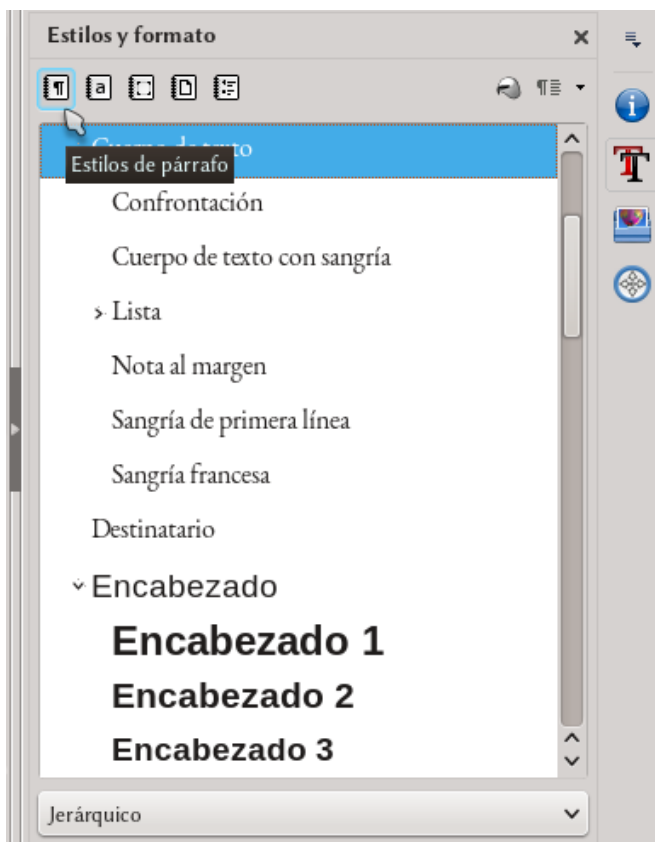 Estilos y formato
to
Estilos de párrafo
Confrontación
Cuerpo de texto con sangría
Lista
Nota al margen
Sangría de primera línea
Sangría francesa
Destinatario
Encabezado
Encabezado 1
Encabezado 2
Encabezado 3
Jerárquico